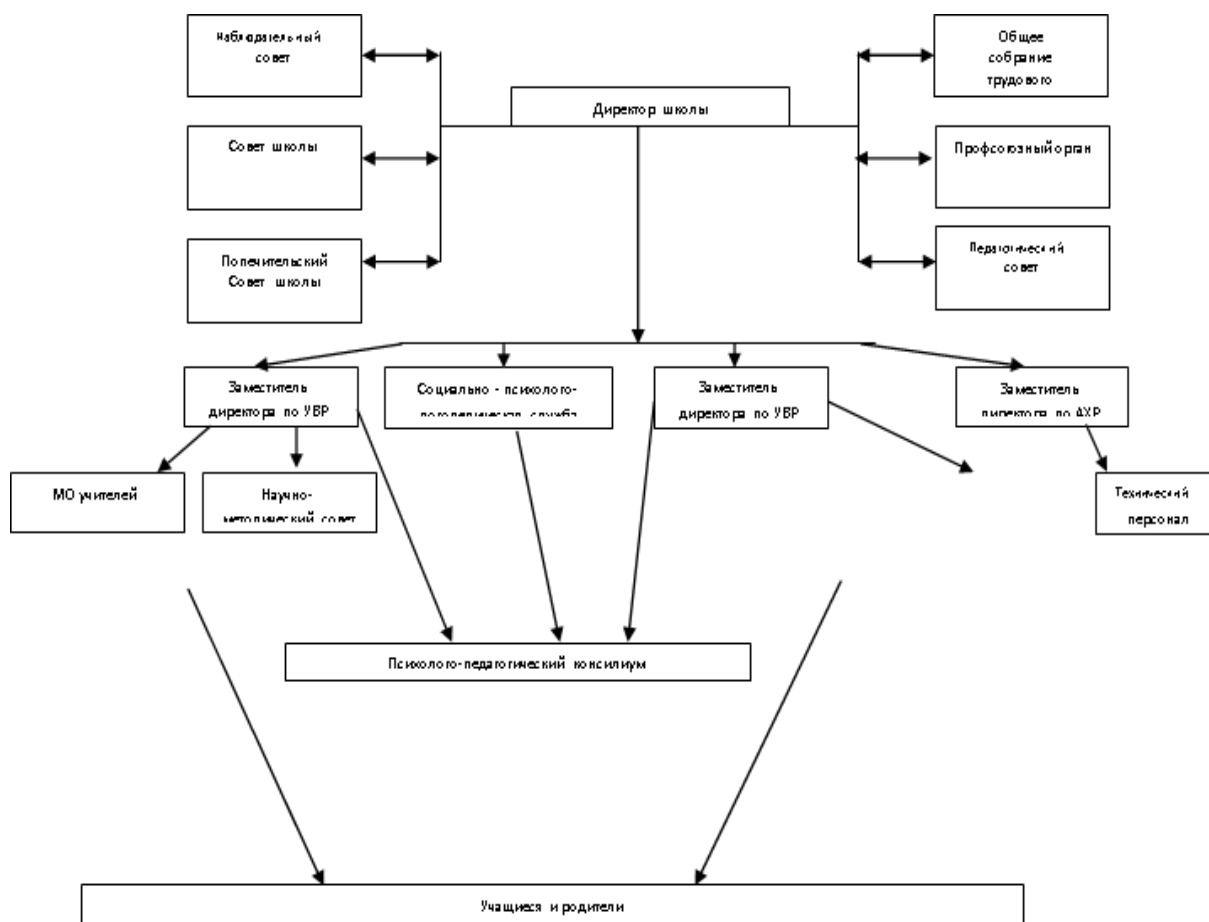 Наблюдательный
совет
Общее
собрание
трудового
Директор школы
Совет школы
Профсоюзный орган
Попечительский
Совет школы
Педагогический
совет
Заместитель
директора по УВР
Социально - психолого-
логопедическая служба
Заместитель
директора по УВР
Заместитель
директора по АХР
МО учителей
Научно-
методический совет
Технический
персонал
Психолого-педагогический консилиум
Учащиеся и родители